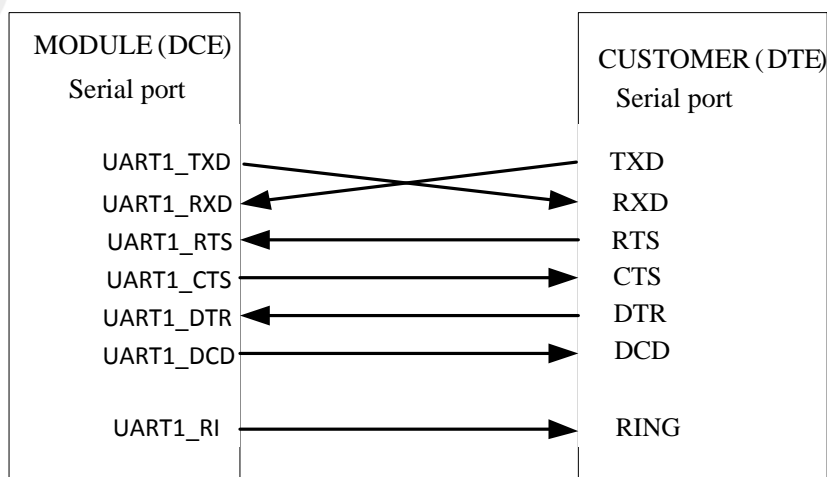 MODULE (DCE)
Serial port
UART1_TXD
UART1_RXD
UART1_RTS
UART1_CTS
UART1_DTR
UART1_DCD
UART1_RI
CUSTOMER ( DTE)
Serial port
TXD
RXD
RTS
CTS
DTR
DCD
RING